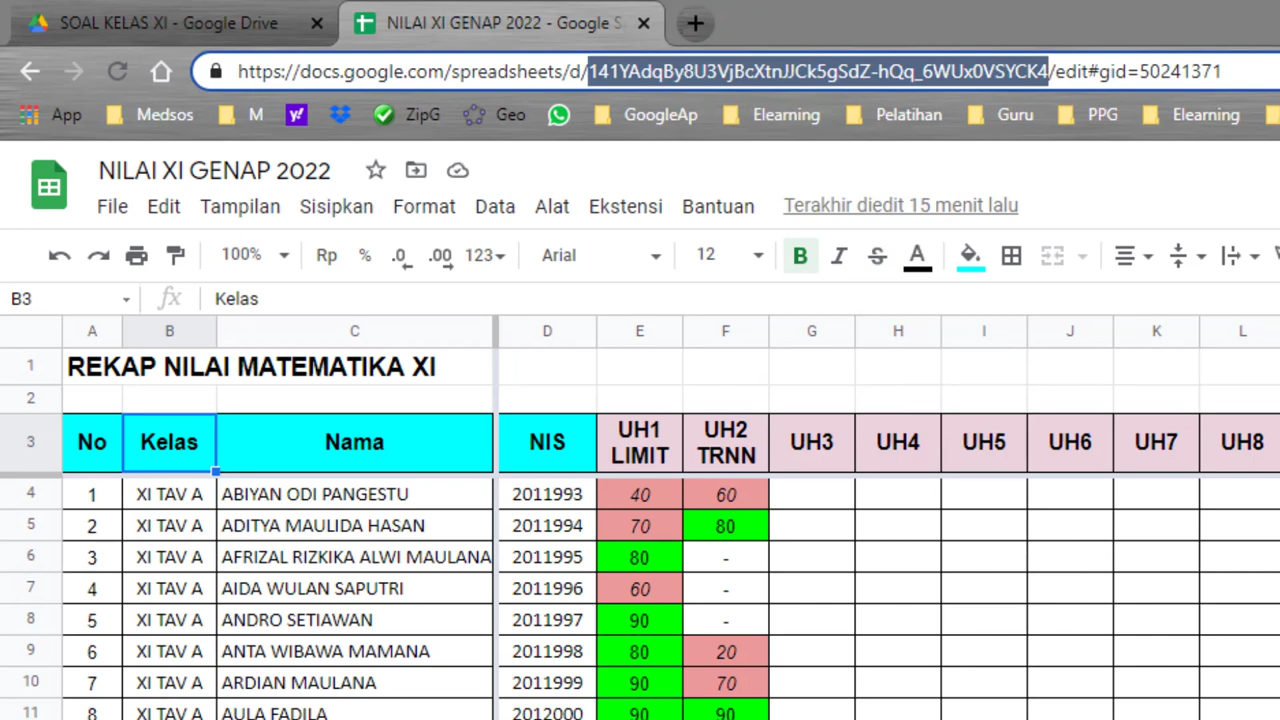 SOAL KELAS XI - Google Drive
NILAI XI GENAP 2022 - Google S
https://docs.google.com/spreadsheets/d/141YAdqBy8U3VjBcXtnJJCk5gSdZ-hQq_6WUx0VSYCK4/edit#gid=50241371
App Medsos M y! ZipG Geo GoogleAp Elearning Pelatihan Guru PPG Elearning
NILAI XI GENAP 2022
File Edit Tampilan Sisipkan Format Data Alat Ekstensi Bantuan Terakhir diedit 15 menit lalu
100% Rp % .0 .00 123 Arial 12 B I S A
B3 fx Kelas
A B C D E F G H I J K L
1 REKAP NILAI MATEMATIKA XI
2
3 No Kelas Nama NIS UH1 LIMIT UH2 TRNN UH3 UH4 UH5 UH6 UH7 UH8
4 1 XI TAV A ABIYAN ODI PANGESTU 2011993 40 60
5 2 XI TAV A ADITYA MAULIDA HASAN 2011994 70 80
6 3 XI TAV A AFRIZAL RIZKIKA ALWI MAULANA 2011995 80 -
7 4 XI TAV A AIDA WULAN SAPUTRI 2011996 60 -
8 5 XI TAV A ANDRO SETIAWAN 2011997 90 -
9 6 XI TAV A ANTA WIBAWA MAMANA 2011998 80 20
10 7 XI TAV A ARDIAN MAULANA 2011999 90 70
11 8 XI TAV A AULA FADILA 2012000 90 90